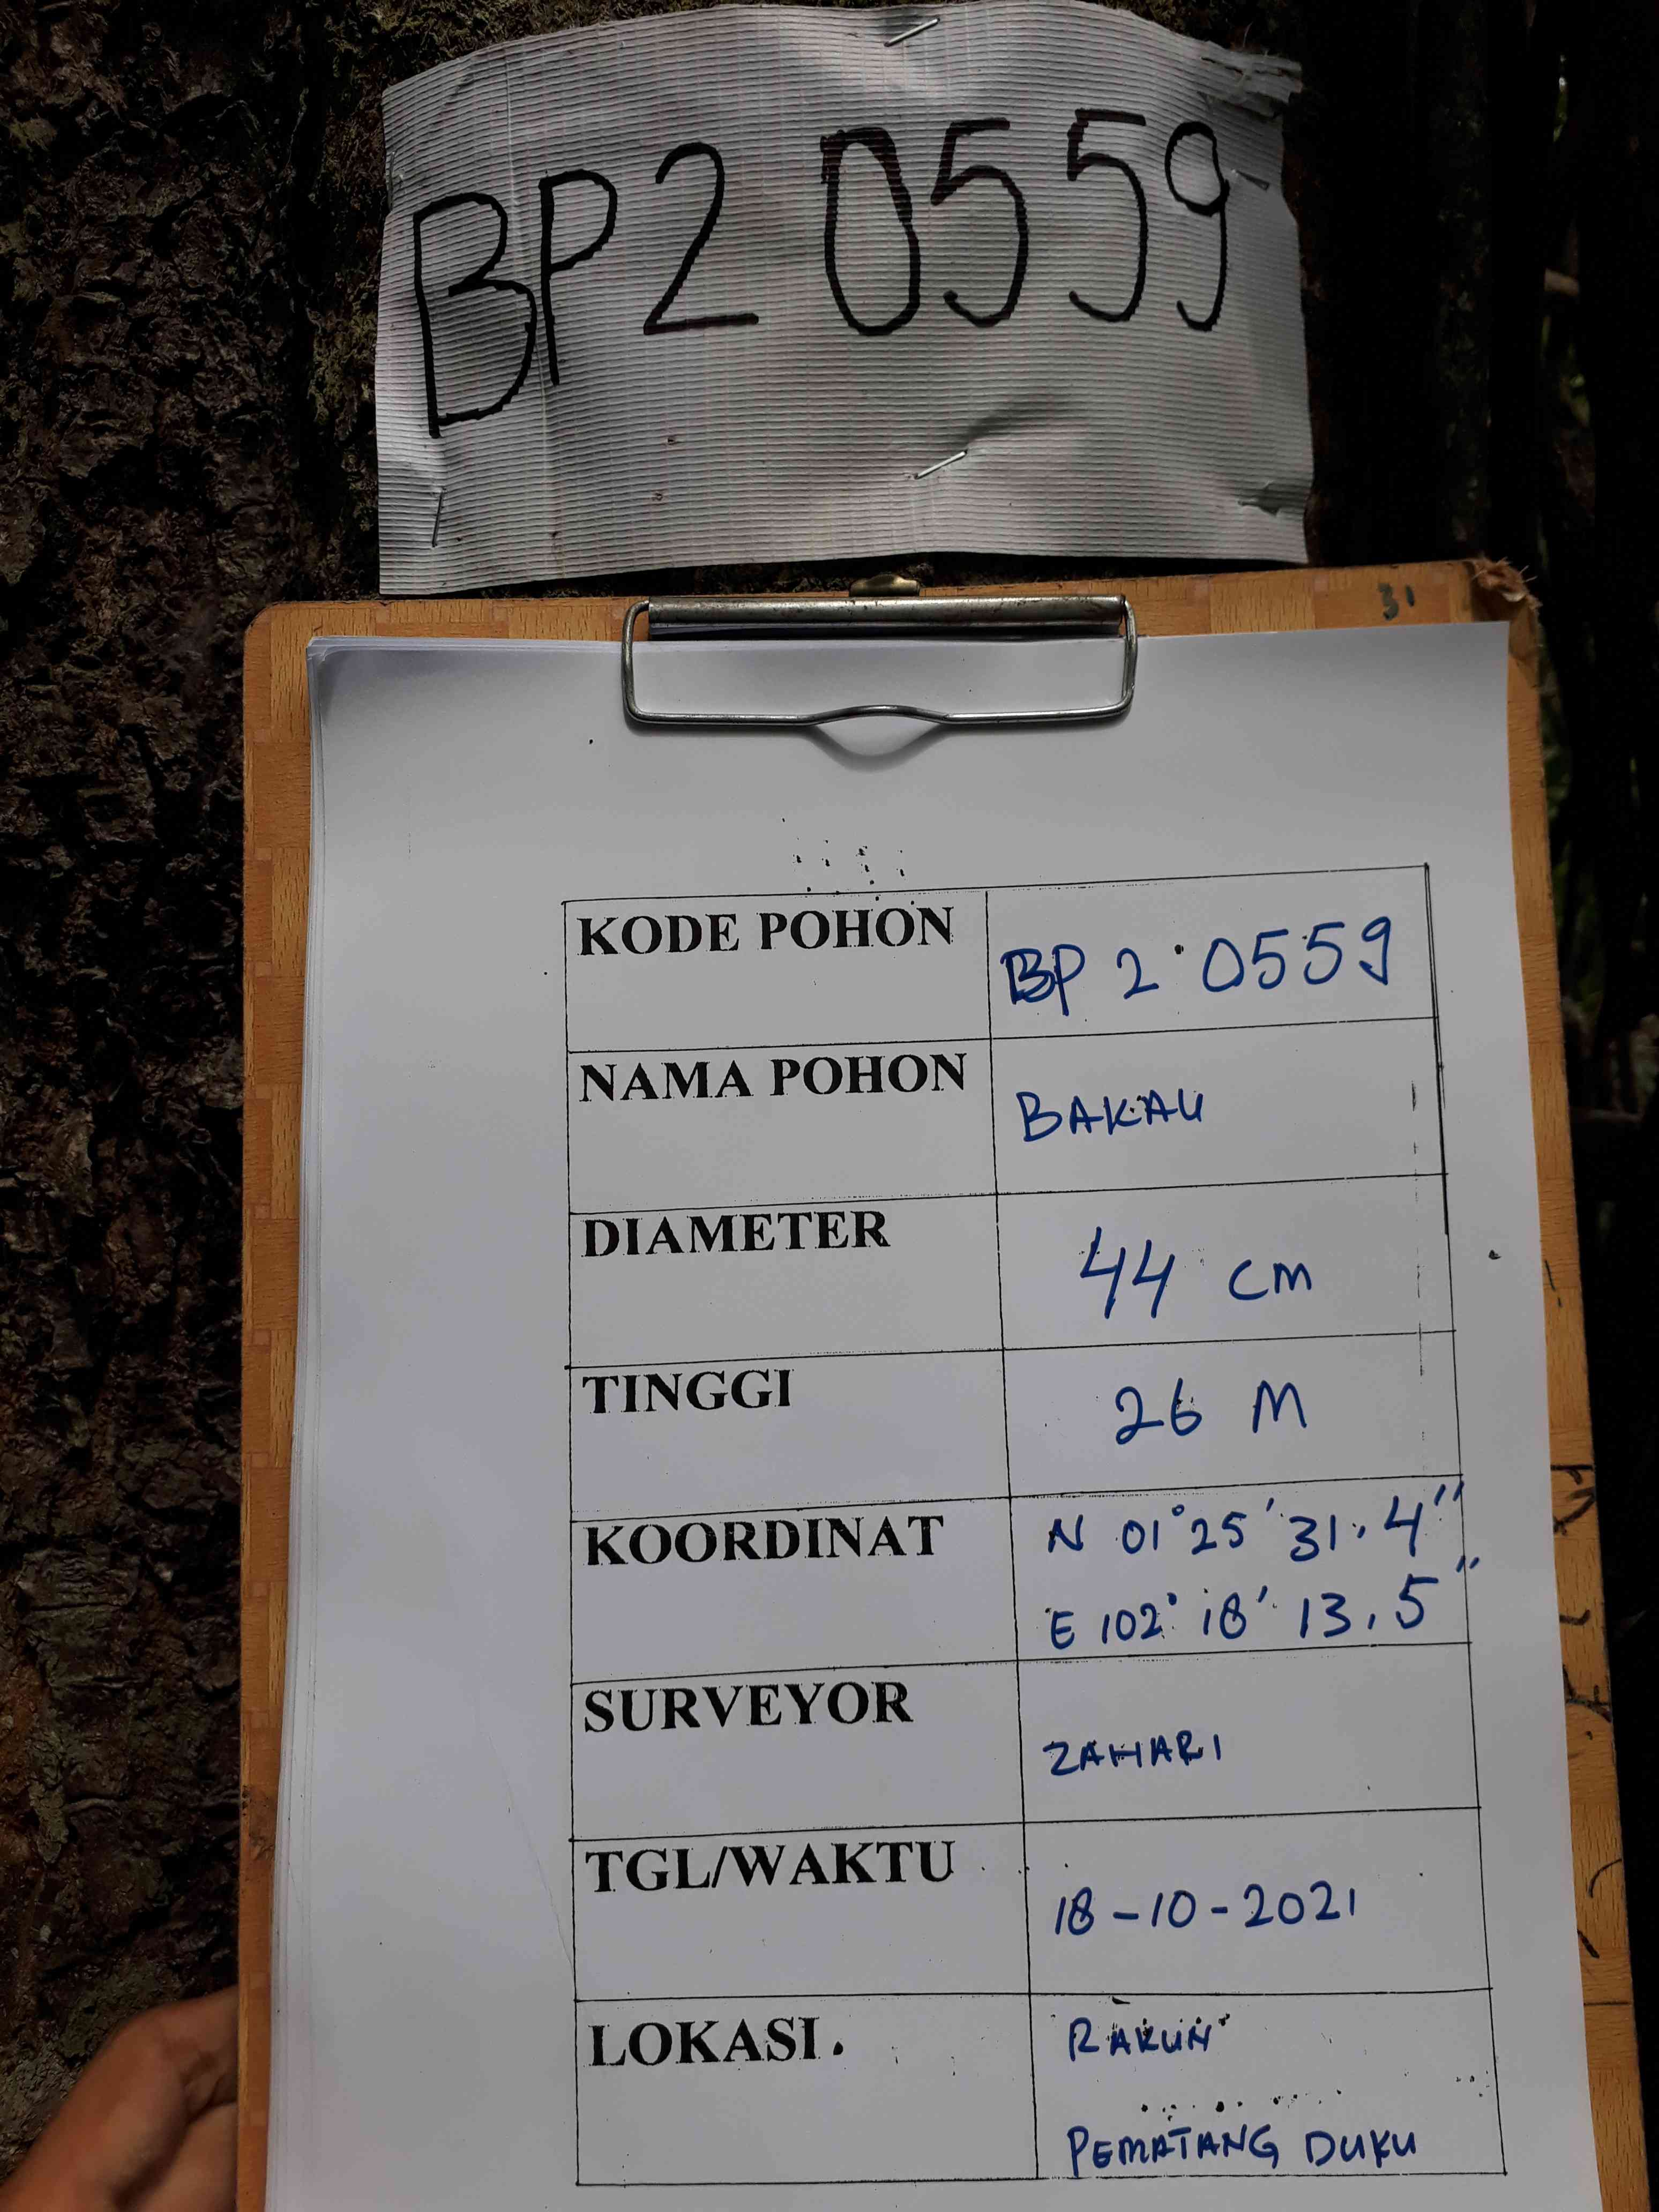 BP2 0559
31
KODE POHON
BP 2 0559
NAMA POHON
BAKAU
DIAMETER
44 cm
TINGGI
26 M
KOORDINAT
N 01° 25' 31.4"
E 102° 18' 13.5"
SURVEYOR
ZAHARI
TGL/WAKTU
18-10-2021
LOKASI.
RAKUN
PEMATANG DUKU